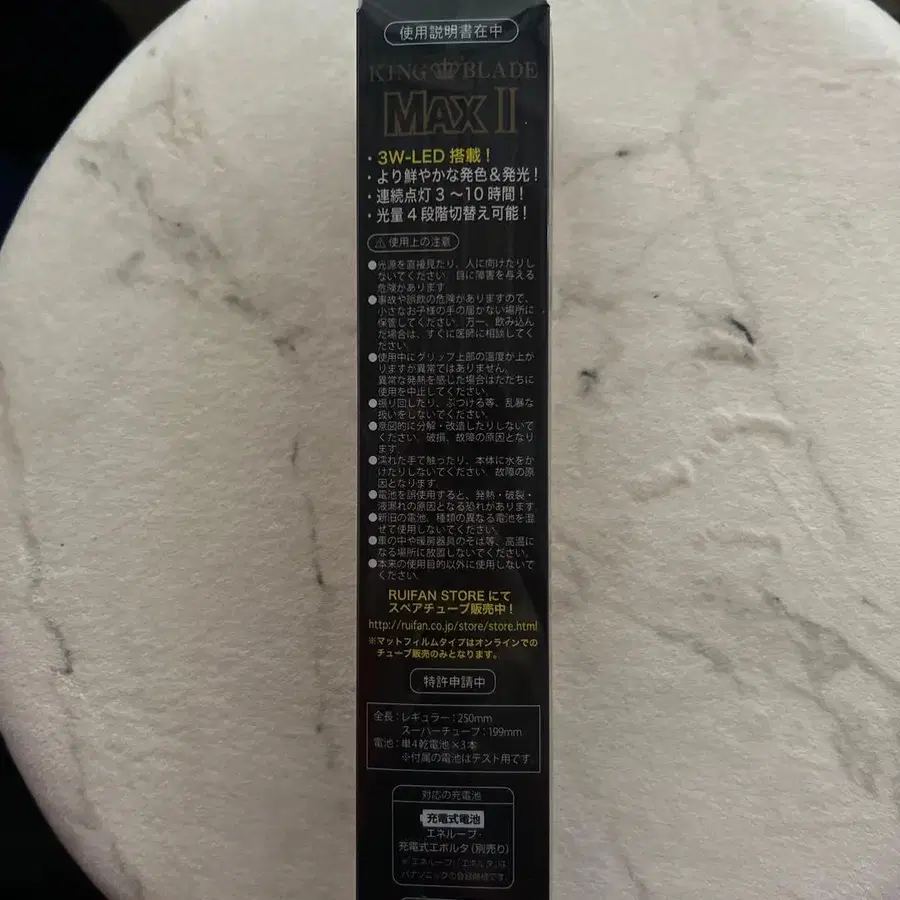 使用説明書在中
KING BLADE
MAX II
・3W-LED 搭載！
・より鮮やかな発色＆発光！
・連続点灯 3 〜10 時間！
・光量 4 段階切替え可能！
⚠ 使用上の注意
●光源を直接見たり、人に向けたりし
ないでください。目に障害を与える
危険があります
●事故や誤飲の危険がありますので、
小さなお子様の手の届かない場所に
保管してください。万一、飲み込ん
だ場合は、すぐに医師に相談してく
ださい。
●使用中にグリップ上部の温度が上か
りますが異常ではありません。
異常な発熱を感じた場合はただちに
使用を中止してください。
●振り回したり、ぶつける等、乱暴な
扱いをしないでください。
●意図的に分解・改造したりしないで
ください。破損、故障の原因となり
ます。
●濡れた手で触ったり、本体に水をか
けたりしないでください。故障の原
因となります。
●電池を誤使用すると、発熱・破裂・
液漏れの原因となる恐れがあります。
●新旧の電池、種類の異なる電池を混
ぜて使用しないでください。
●車の中や暖房器具のそば等、高温に
なる場所に放置しないでください。
●本来の使用目的以外に使用しないで
ください。
RUIFAN STORE にて
スペアチューブ販売中！
http://ruifan.co.jp/store/store.html
※マットフィルムタイプはオンラインでの
チューブ販売のみとなります。
特許申請中
全長：レギュラー：250mm
スーパーチューブ：199mm
電池：単4乾電池×3本
※付属の電池はテスト用です
対応の充電池
充電式電池
エネループ・
充電式エボルタ（別売り）
※「エネループ」「エボルタ」は
パナソニックの登録商標です。